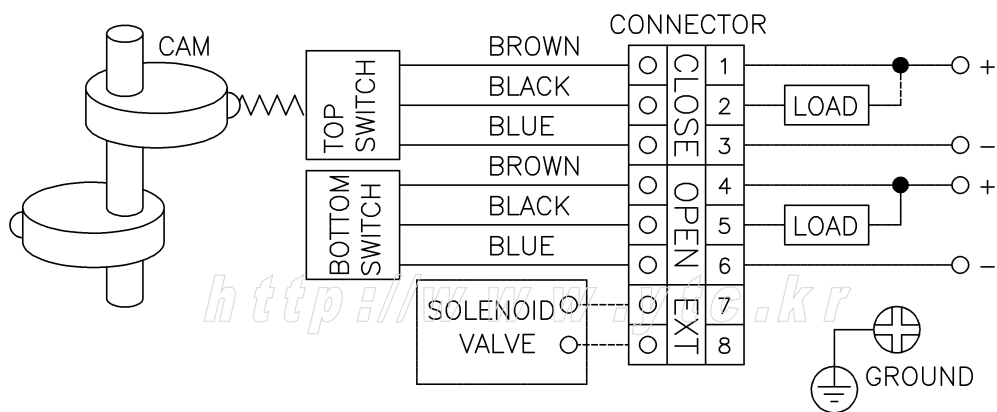 CONNECTOR
CAM
TOP
SWITCH
BROWN
BLACK
BLUE
CLOSE
1
2
3
LOAD
+
−
BOTTOM
SWITCH
BROWN
BLACK
BLUE
OPEN
4
5
6
LOAD
+
−
SOLENOID
VALVE
EXT
7
8
GROUND
http://www.ytc.kr